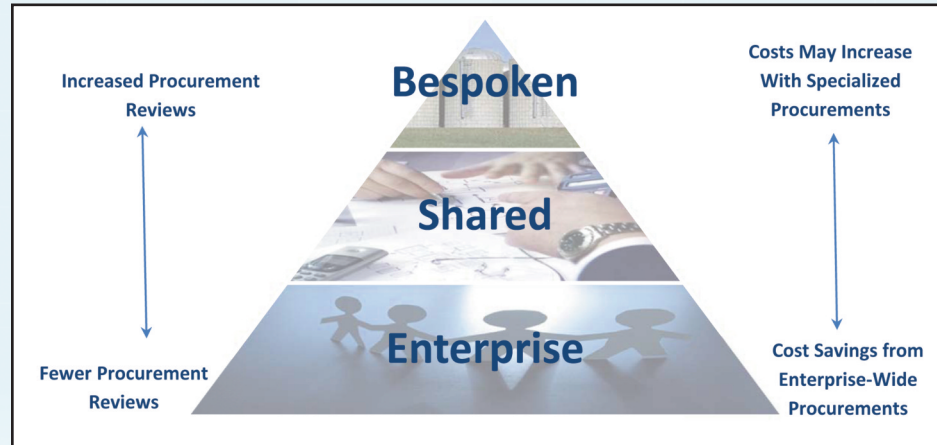 Increased Procurement
Reviews
Fewer Procurement
Reviews
Bespoken
Shared
Enterprise
Costs May Increase
With Specialized
Procurements
Cost Savings from
Enterprise-Wide
Procurements